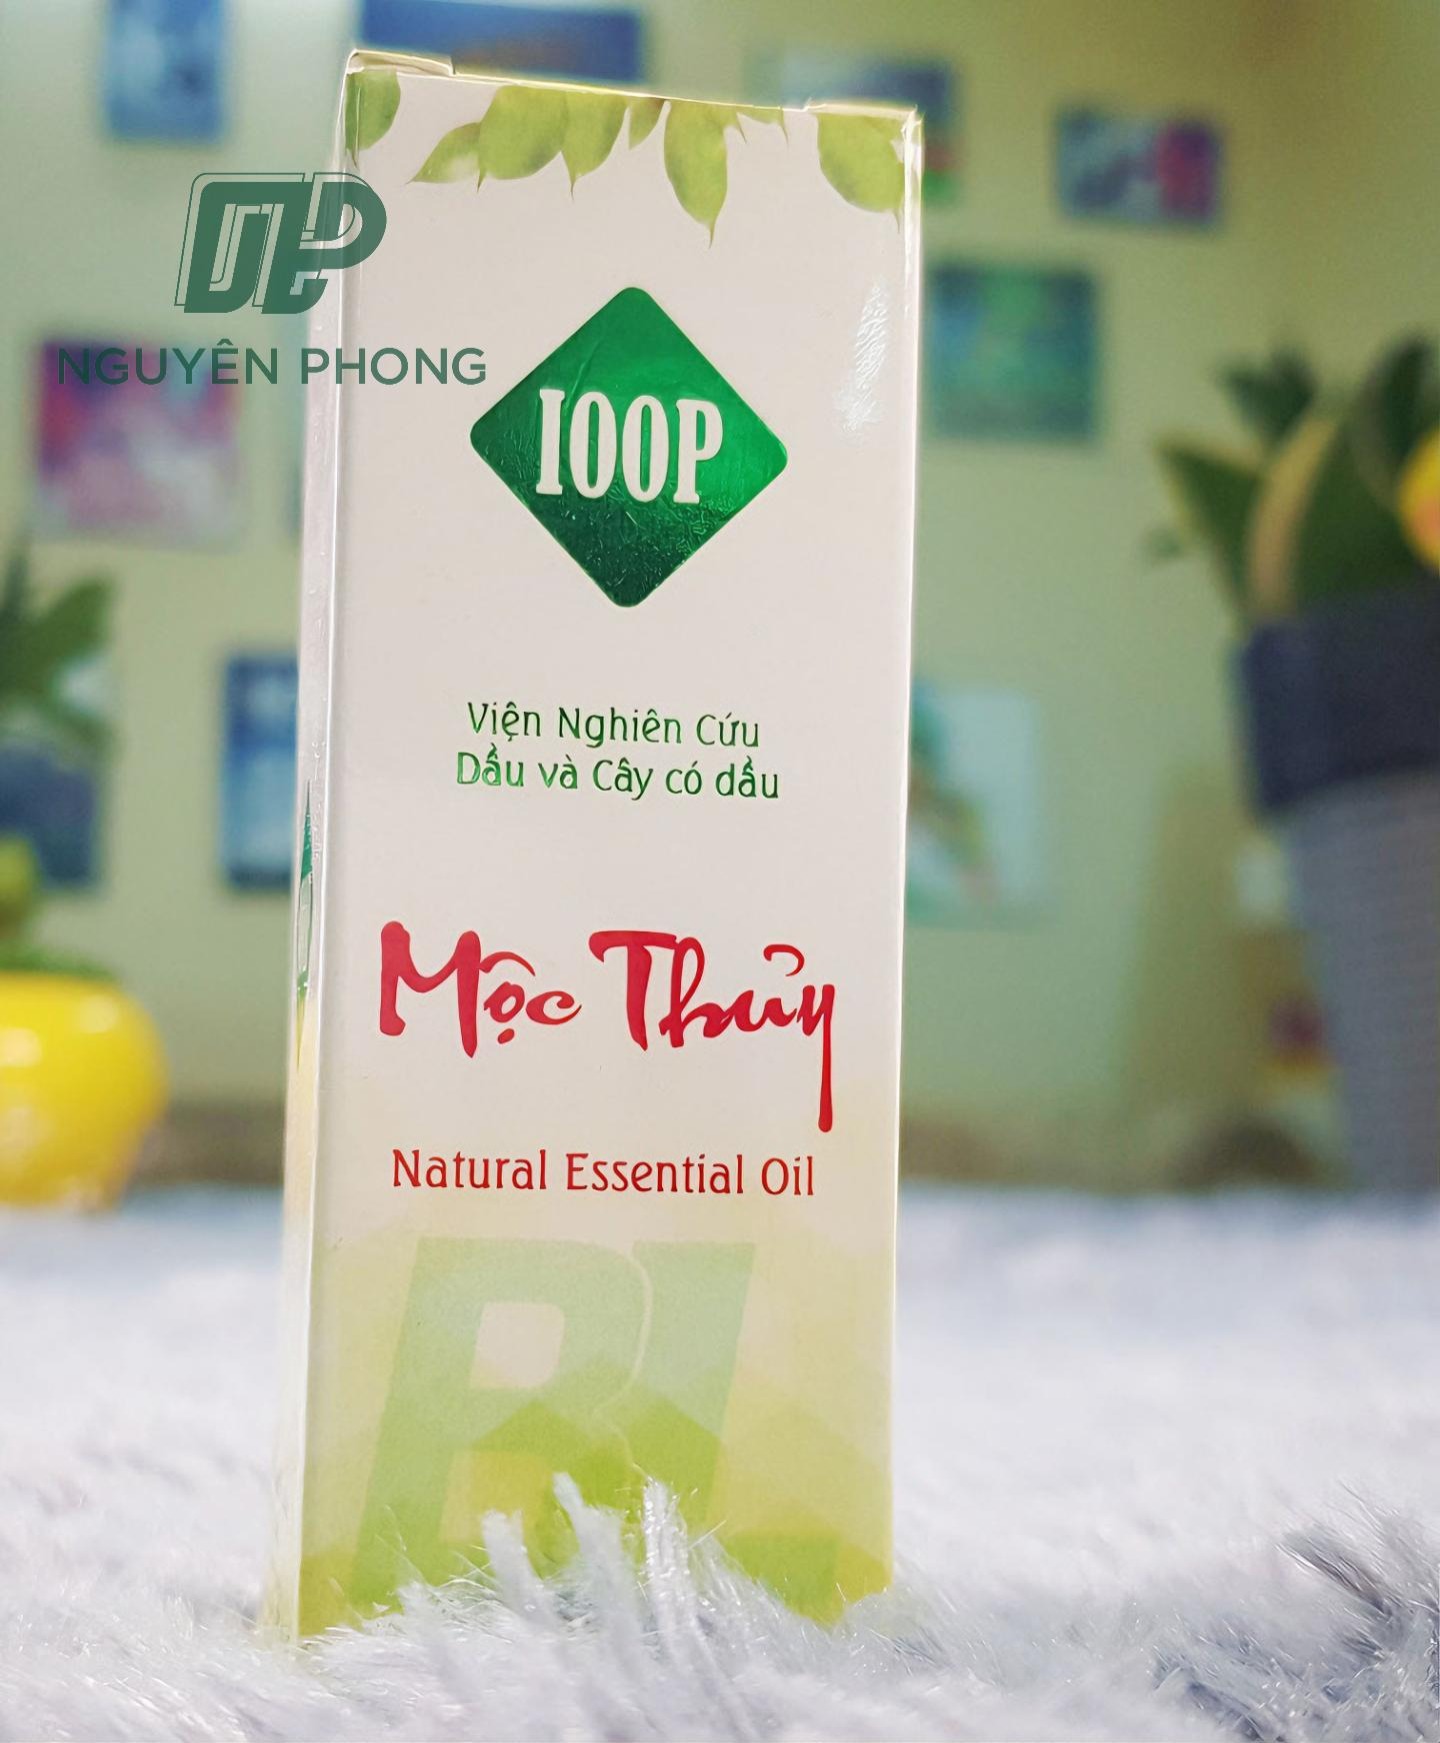 NGUYÊN PHONG
IOOP
Viện Nghiên Cứu
Dầu và Cây có dầu
Mộc Thủy
Natural Essential Oil